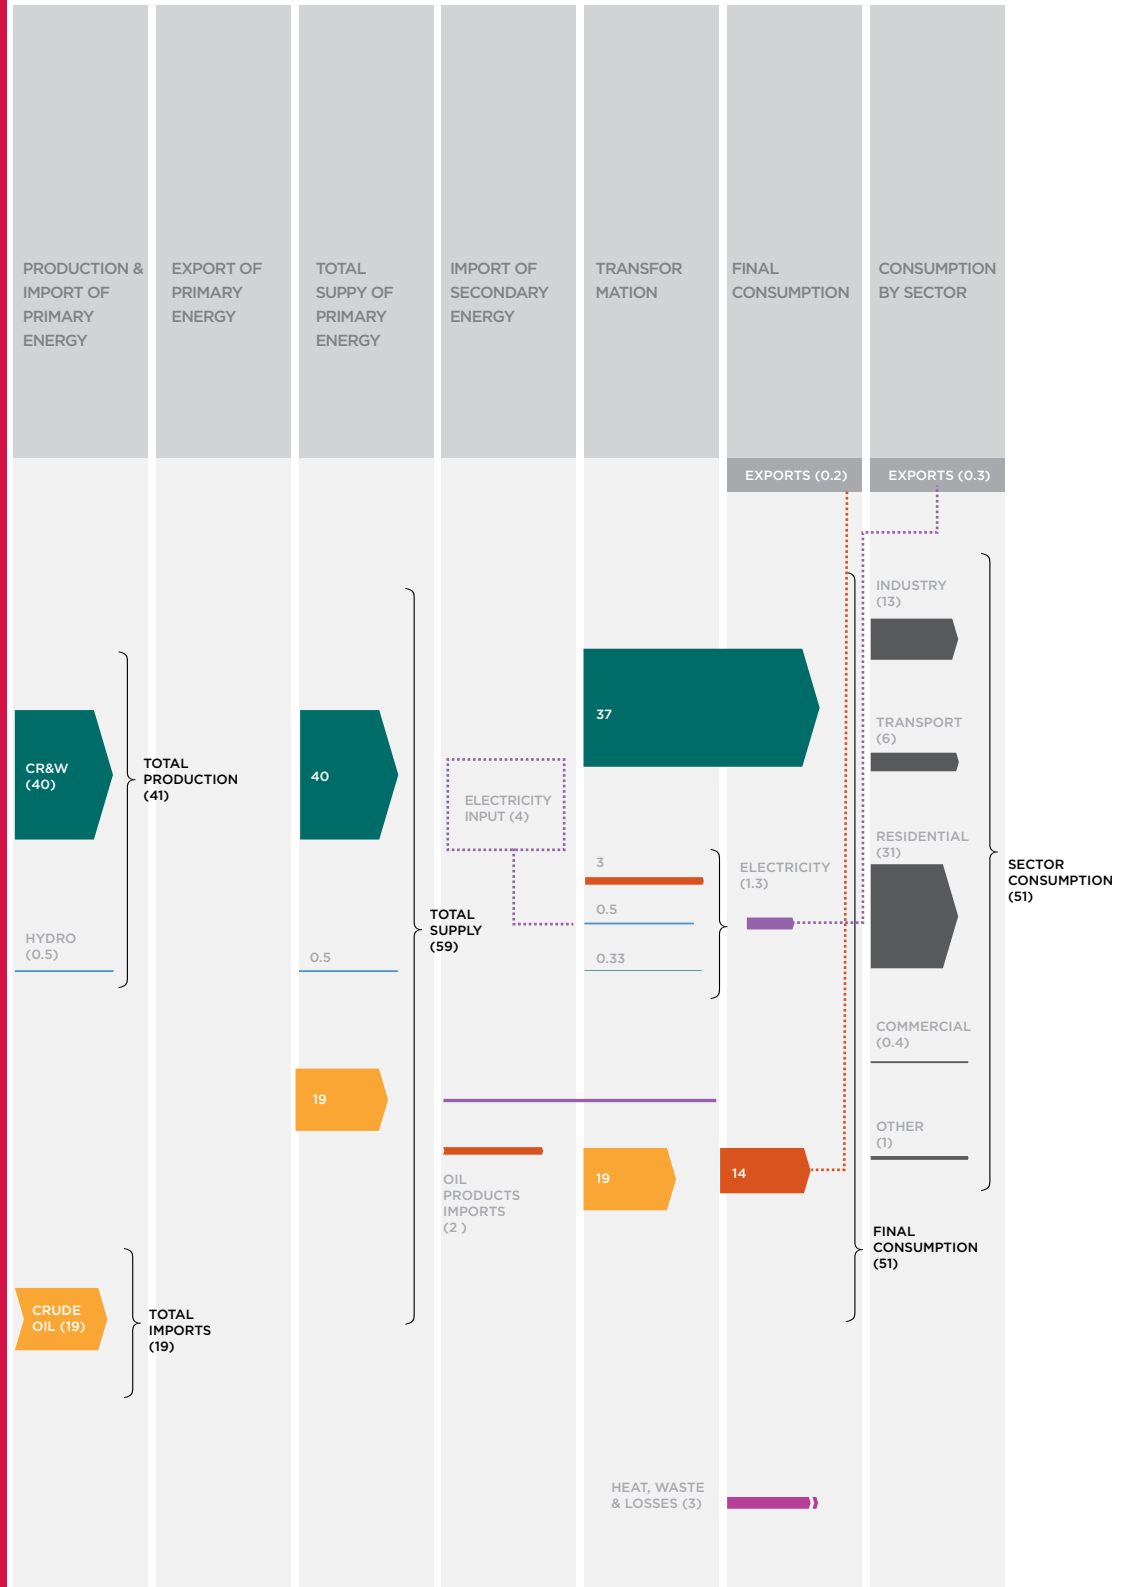 PRODUCTION &
IMPORT OF
PRIMARY
ENERGY
EXPORT OF
PRIMARY
ENERGY
TOTAL
SUPPY OF
PRIMARY
ENERGY
IMPORT OF
SECONDARY
ENERGY
TRANSFOR
MATION
FINAL
CONSUMPTION
CONSUMPTION
BY SECTOR
EXPORTS (0.2)
EXPORTS (0.3)
CR&W
(40)
HYDRO
(0.5)
TOTAL
PRODUCTION
(41)
CRUDE
OIL (19)
TOTAL
IMPORTS
(19)
40
0.5
19
TOTAL
SUPPLY
(59)
ELECTRICITY
INPUT (4)
OIL
PRODUCTS
IMPORTS
(2 )
37
3
0.5
0.33
19
HEAT, WASTE
& LOSSES (3)
ELECTRICITY
(1.3)
14
FINAL
CONSUMPTION
(51)
INDUSTRY
(13)
TRANSPORT
(6)
RESIDENTIAL
(31)
COMMERCIAL
(0.4)
OTHER
(1)
SECTOR
CONSUMPTION
(51)